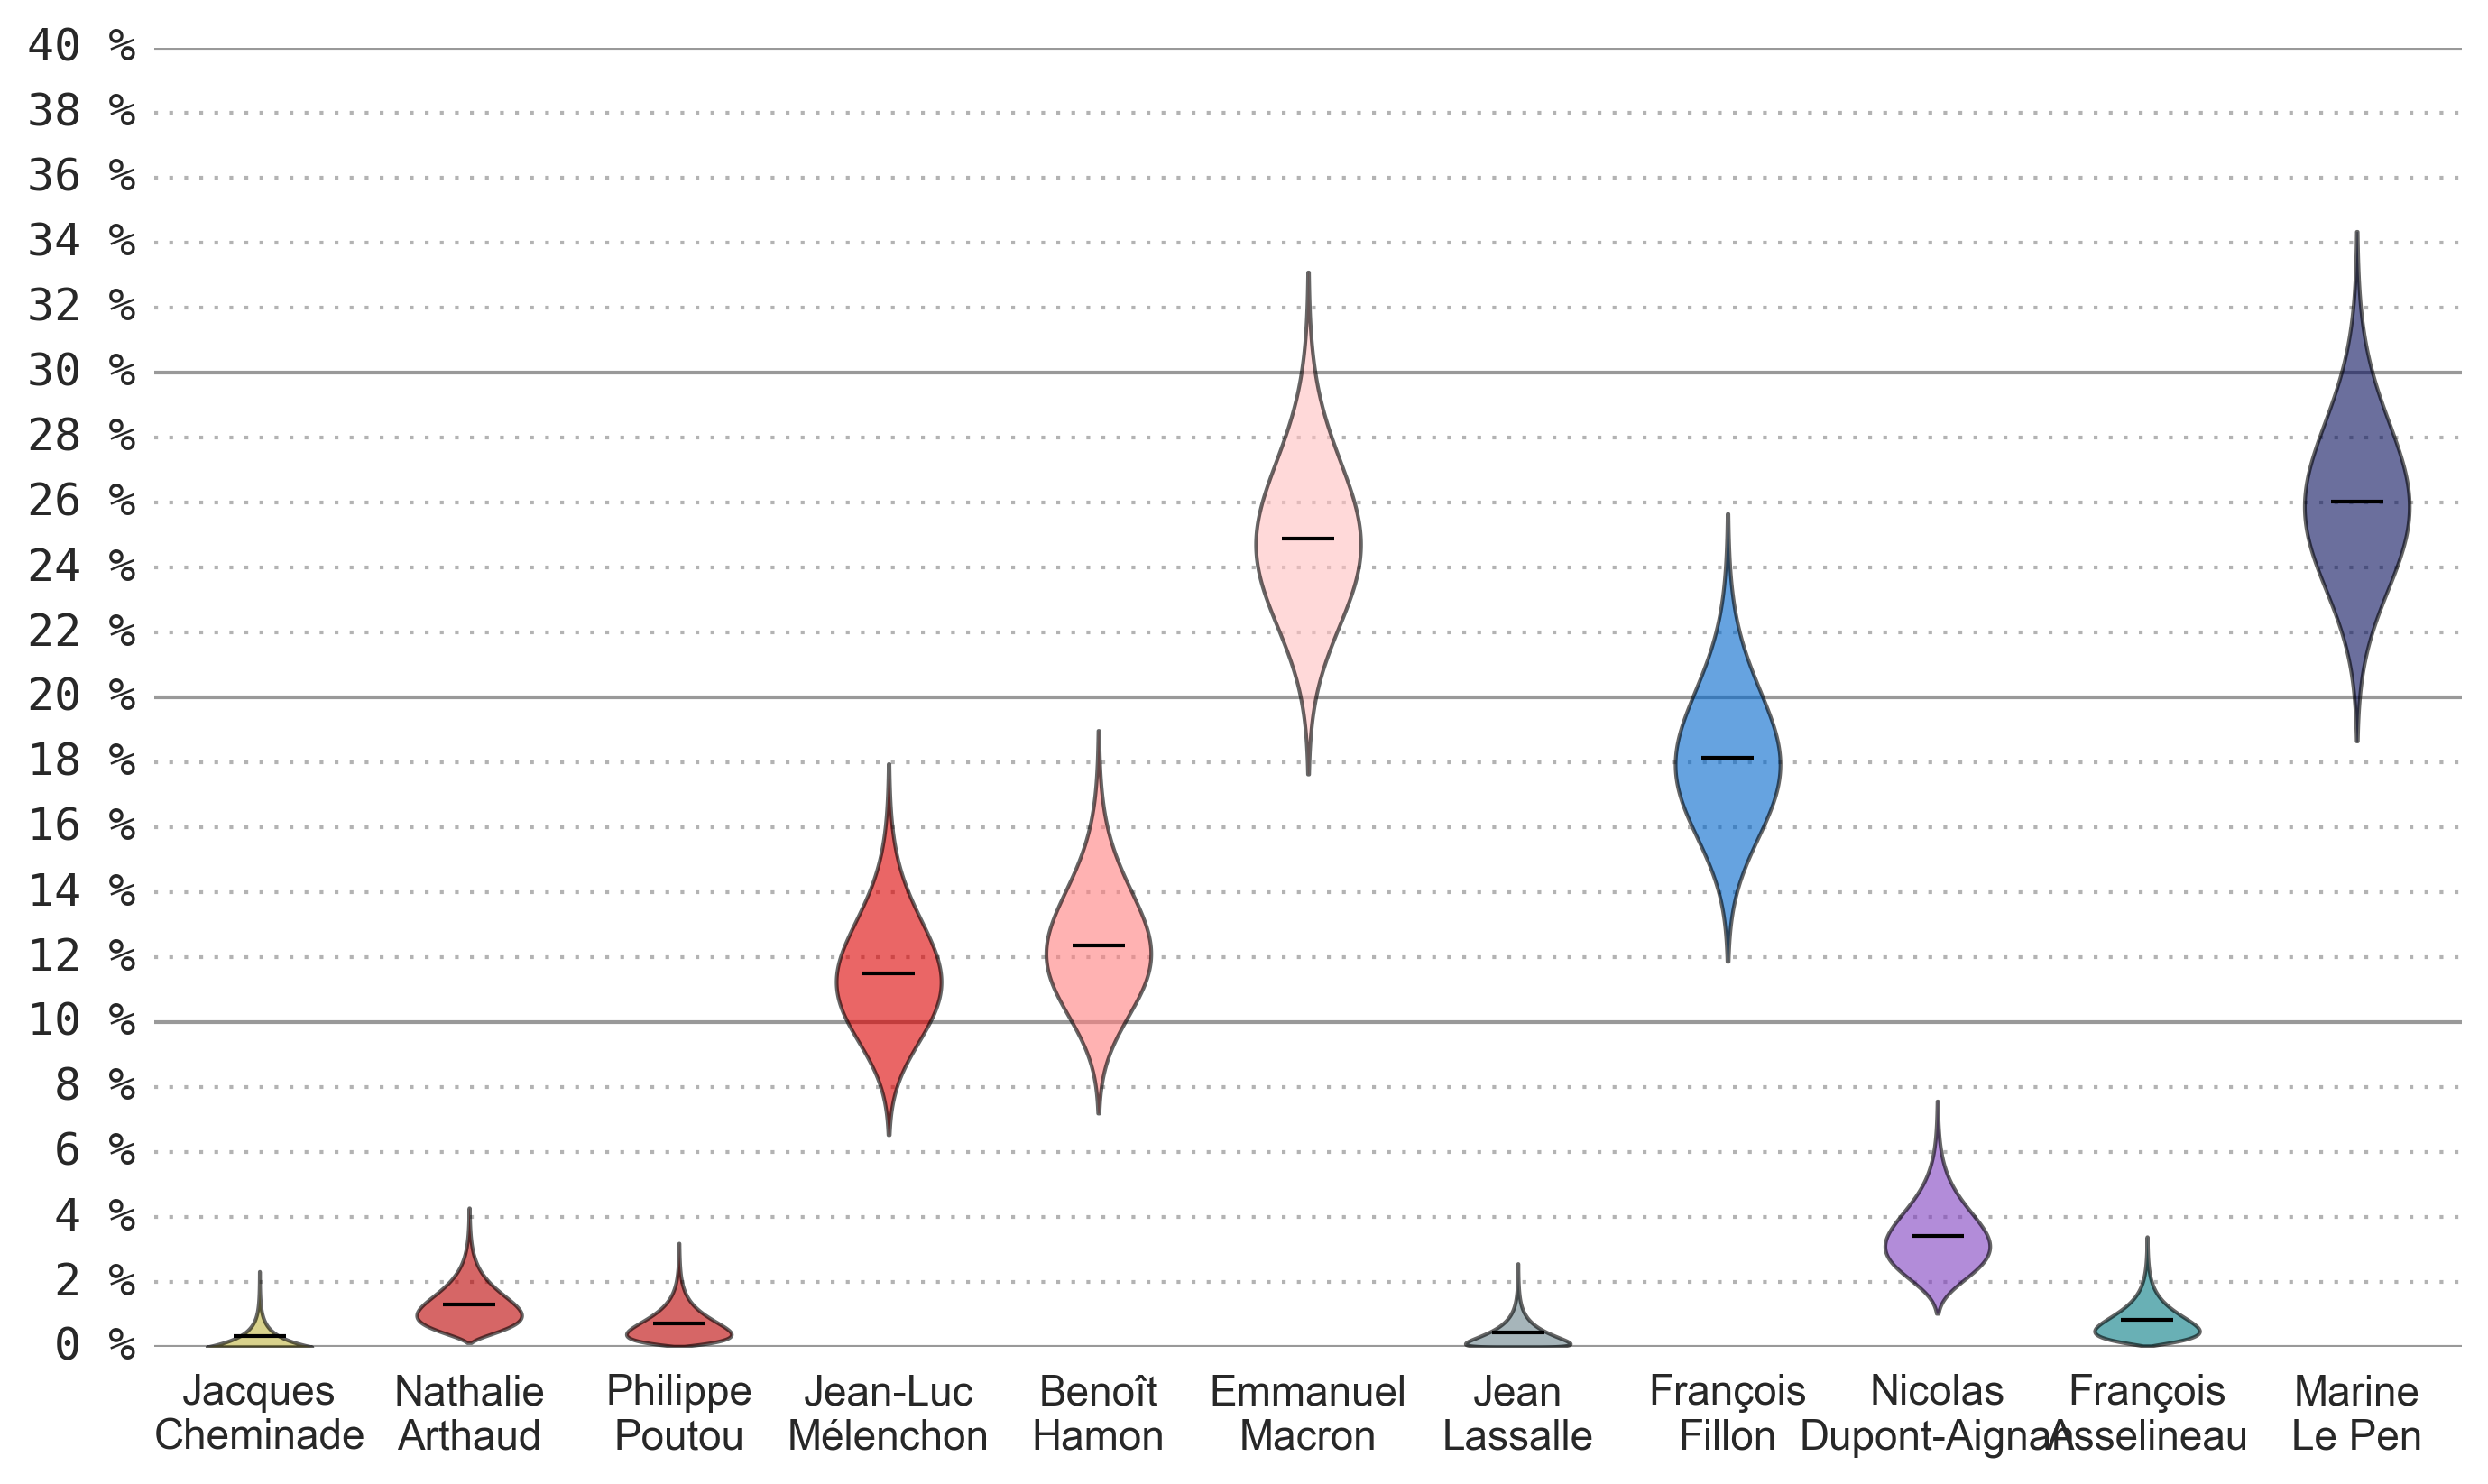 40 %
38 %
36 %
34 %
32 %
30 %
28 %
26 %
24 %
22 %
20 %
18 %
16 %
14 %
12 %
10 %
8 %
6 %
4 %
2 %
0 %
Jacques
Cheminade
Nathalie
Arthaud
Philippe
Poutou
Jean-Luc
Mélenchon
Benoît
Hamon
Emmanuel
Macron
Jean
Lassalle
François
Fillon
Nicolas
Dupont-Aignan
François
Asselineau
Marine
Le Pen